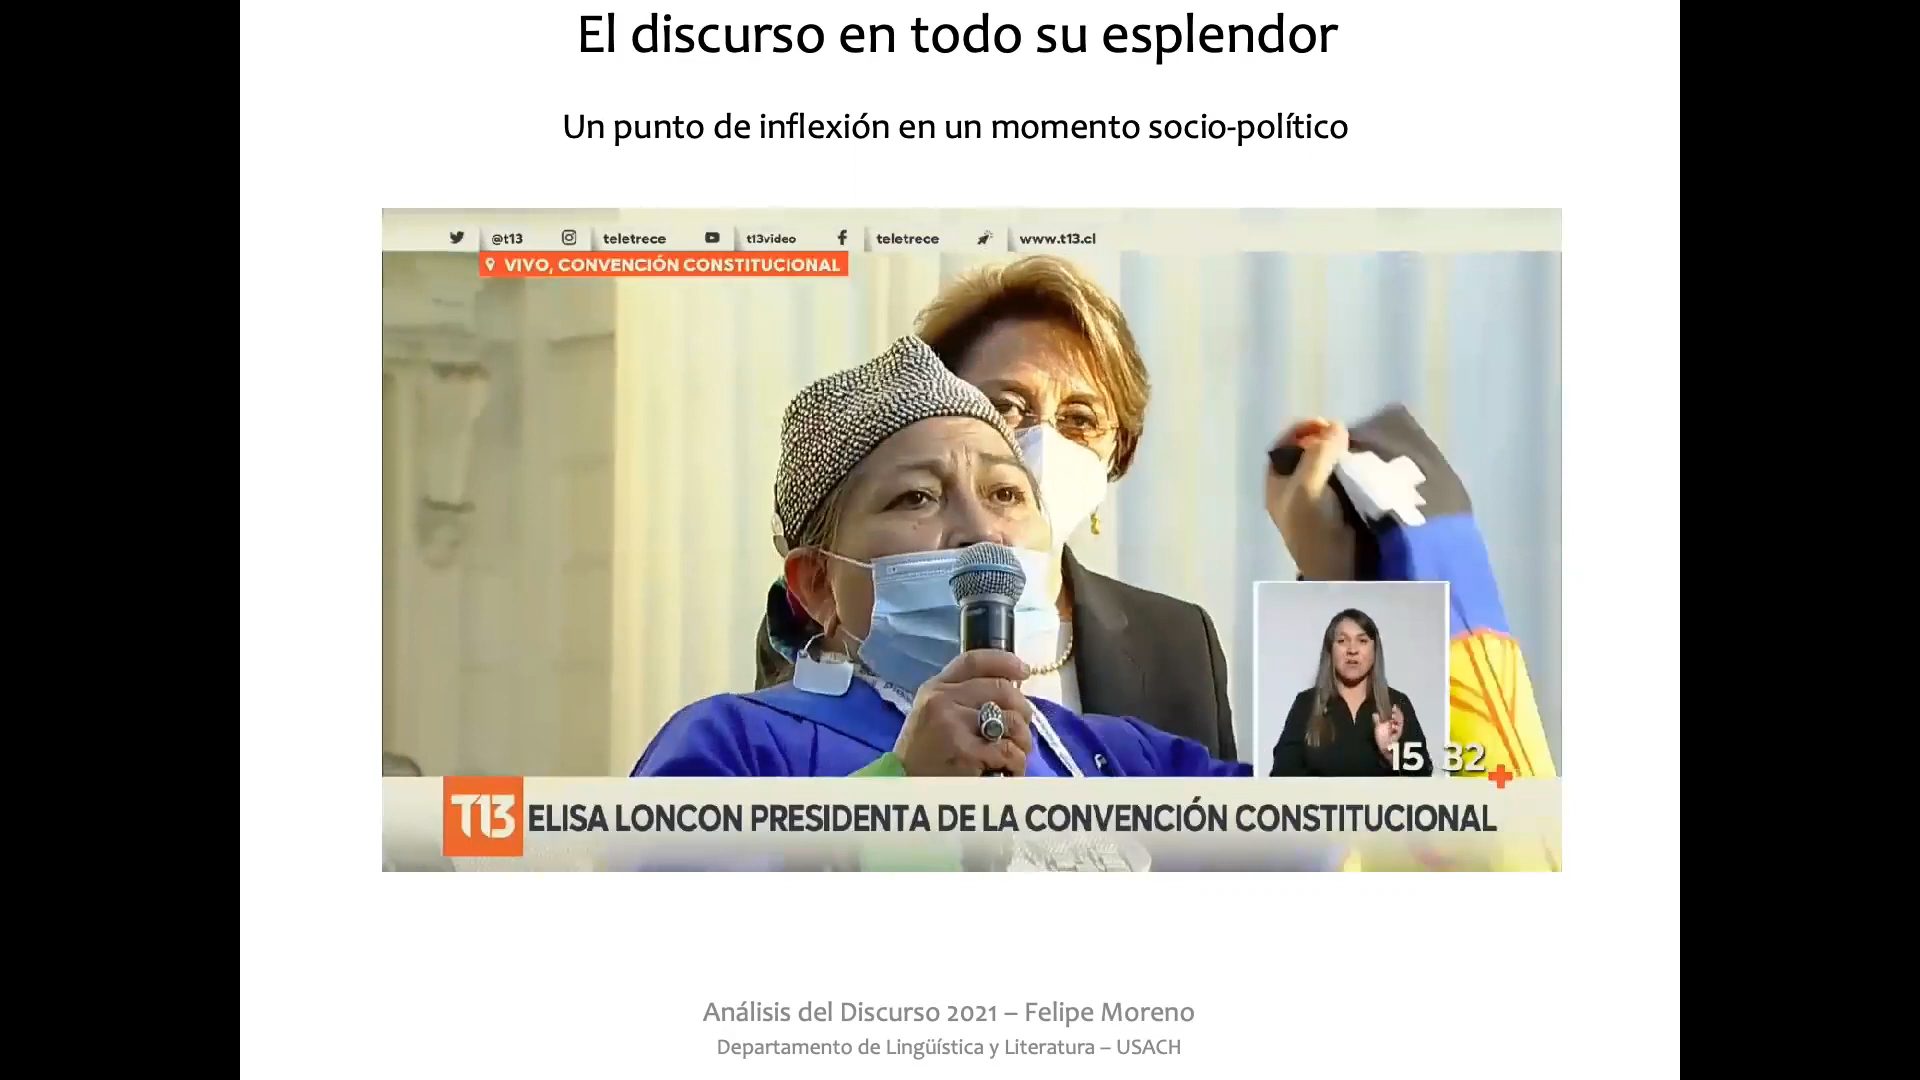 El discurso en todo su esplendor
Un punto de inflexión en un momento socio-político
@t13 teletrece t13video teletrece www.t13.cl
VIVO, CONVENCIÓN CONSTITUCIONAL
15 32
T13 ELISA LONCON PRESIDENTA DE LA CONVENCIÓN CONSTITUCIONAL
Análisis del Discurso 2021 – Felipe Moreno
Departamento de Lingüística y Literatura – USACH